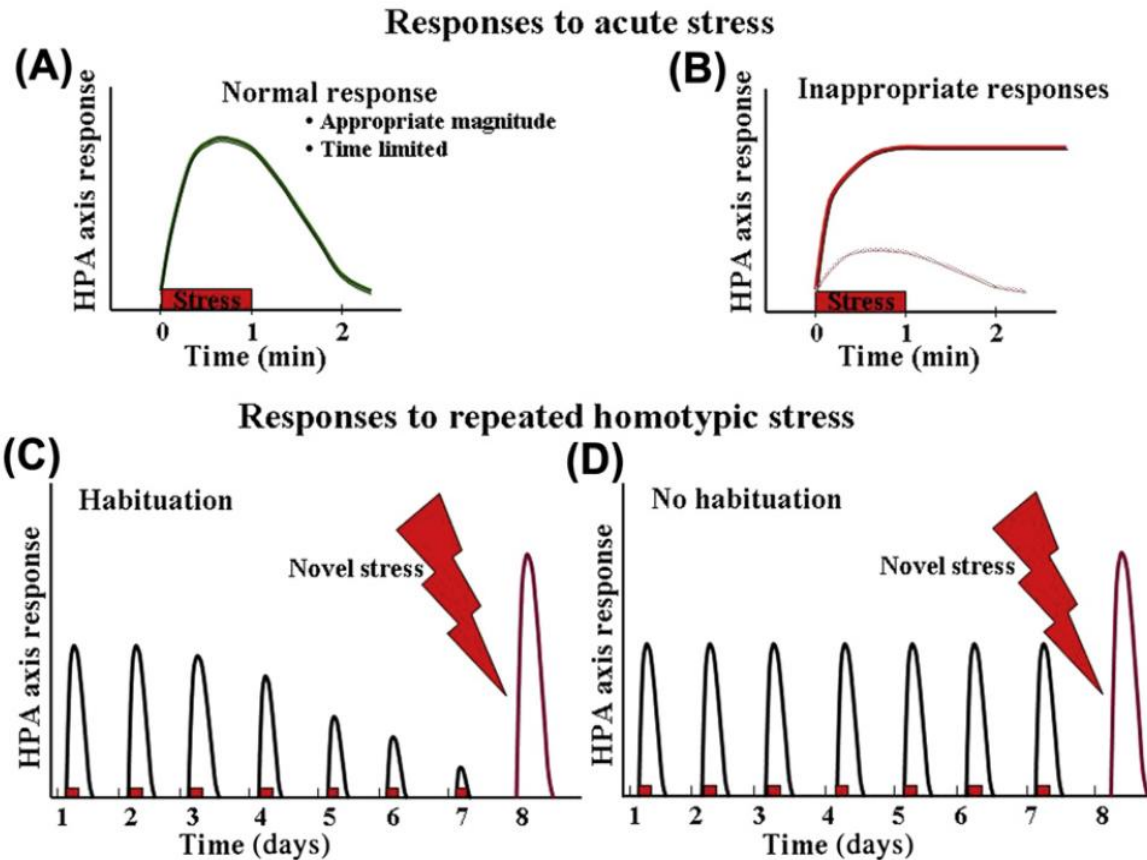 Responses to acute stress
(A)
HPA axis response
Normal response
• Appropriate magnitude
• Time limited
Stress
0 1 2
Time (min)
(B)
HPA axis response
Inappropriate responses
Stress
0 1 2
Time (min)
Responses to repeated homotypic stress
(C)
HPA axis response
Habituation
Novel stress
1 2 3 4 5 6 7 8
Time (days)
(D)
HPA axis response
No habituation
Novel stress
1 2 3 4 5 6 7 8
Time (days)